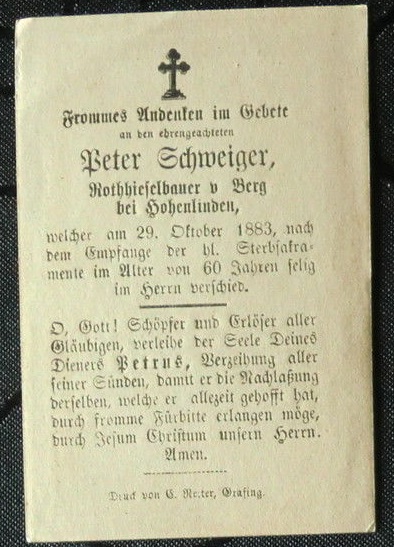 Frommes Andenken im Gebete
an den ehrengeachteten
Peter Schweiger,
Rothhieselbauer v Berg
bei Hohenlinden,
welcher am 29. Oktober 1883, nach
dem Empfange der hl. Sterbsakra-
mente im Alter von 60 Jahren selig
im Herrn verschied.
O, Gott! Schöpfer und Erlöser aller
Gläubigen, verleihe der Seele Deines
Dieners Petrus, Verzeihung aller
seiner Sünden, damit er die Nachlaßung
derselben, welche er allezeit gehofft hat,
durch fromme Fürbitte erlangen möge,
durch Jesum Christum unsern Herrn.
Amen.
Druck von C. Reiter, Grafing.